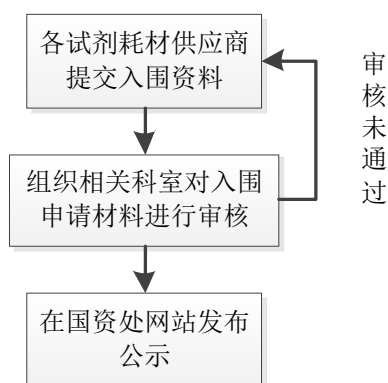 各试剂耗材供应商
提交入围资料
审
核
未
通
过
组织相关科室对入围
申请材料进行审核
在国资处网站发布
公示